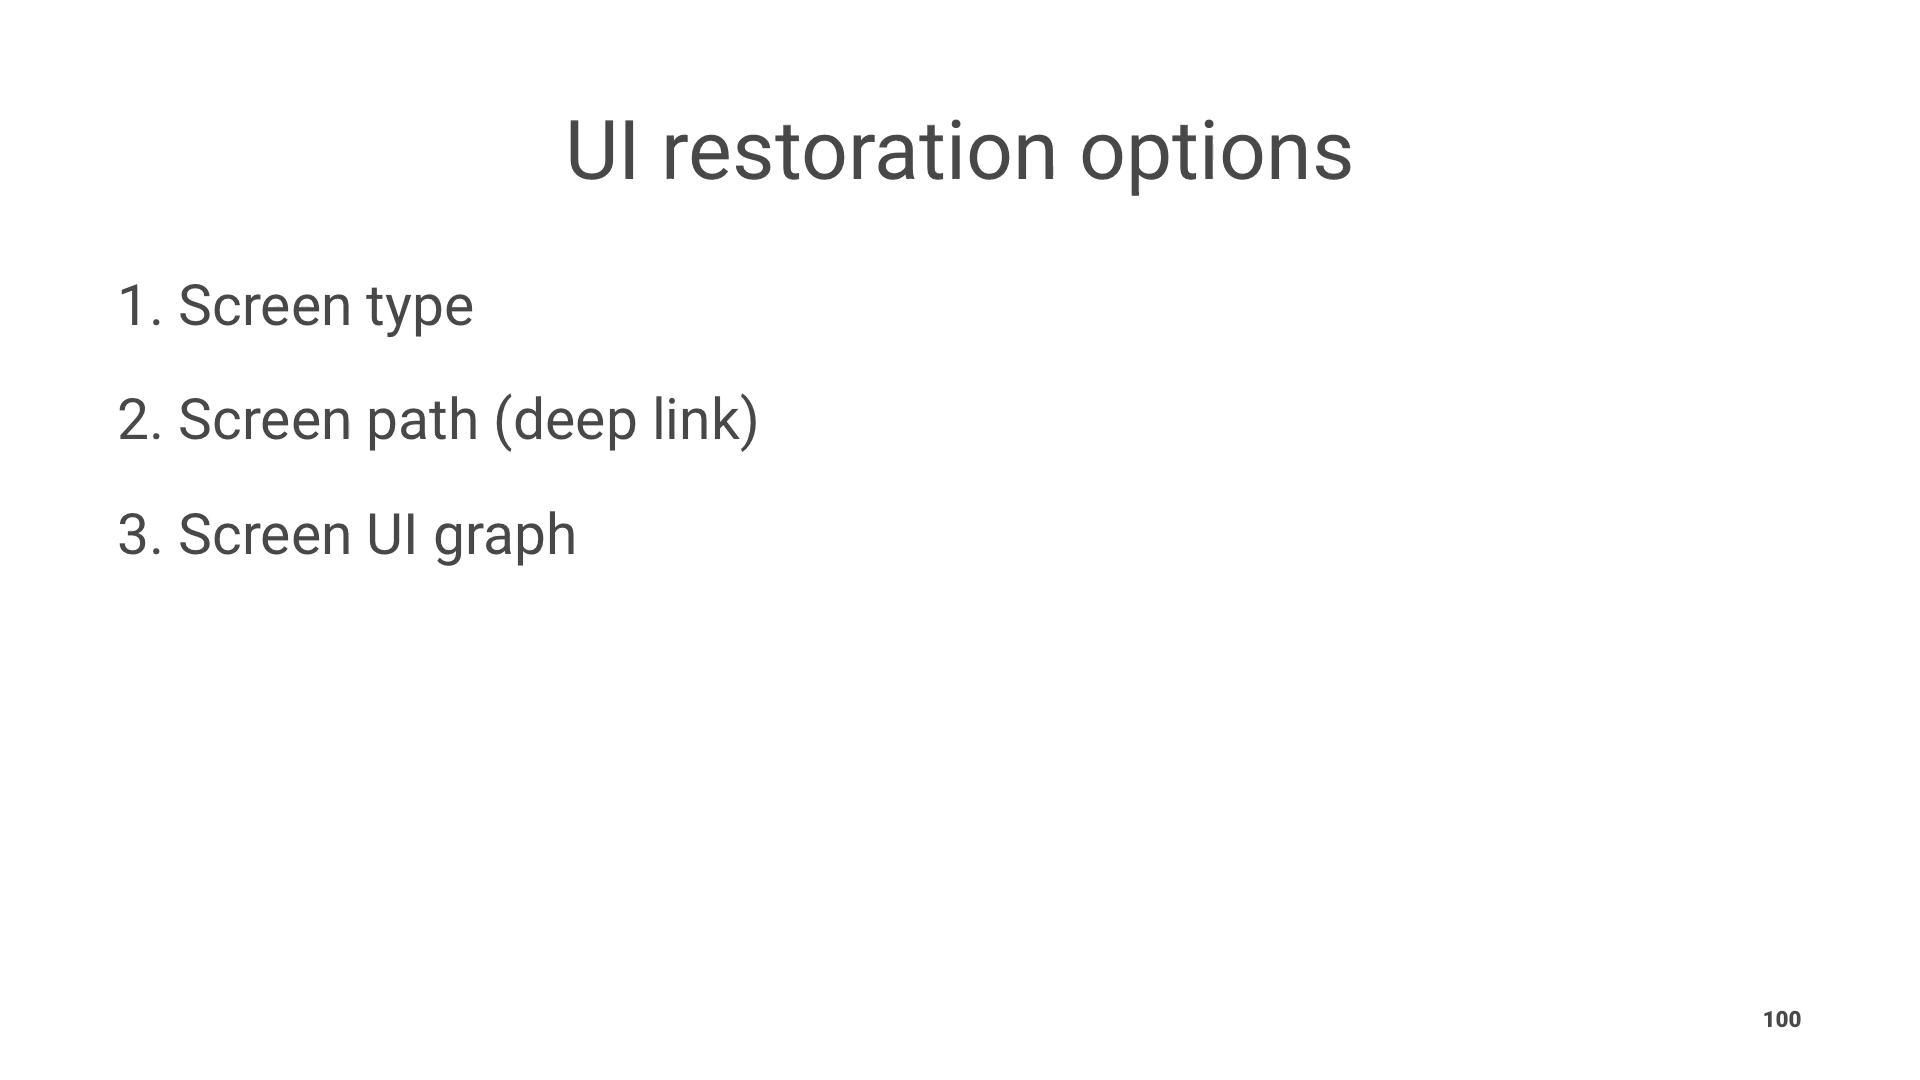 UI restoration options
1. Screen type
2. Screen path (deep link)
3. Screen UI graph
100